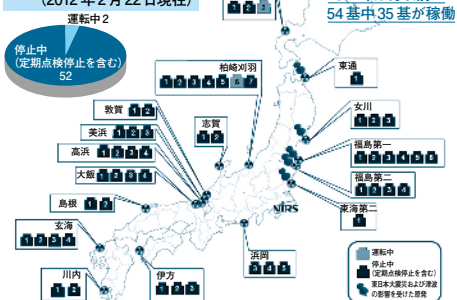 (2012年2月22日現在)
運転中2
停止中
(定期点検停止を含む)
52
54基中35基が稼働
1 2 3
東通
1
柏崎刈羽
1 2 3 4 5 6 7
女川
1 2 3
敦賀
1 2
志賀
1 2
美浜
1 2 3
福島第一
1 2 3 4 5 6
高浜
1 2 3 4
大飯
1 2 3 4
福島第二
1 2 3 4
島根
1 2
東海第二
1
NIRS
玄海
1 2 3 4
浜岡
3 4 5
川内
1 2
伊方
1 2 3
運転中
停止中
(定期点検停止を含む)
東日本大震災および津波
の影響を受けた原発